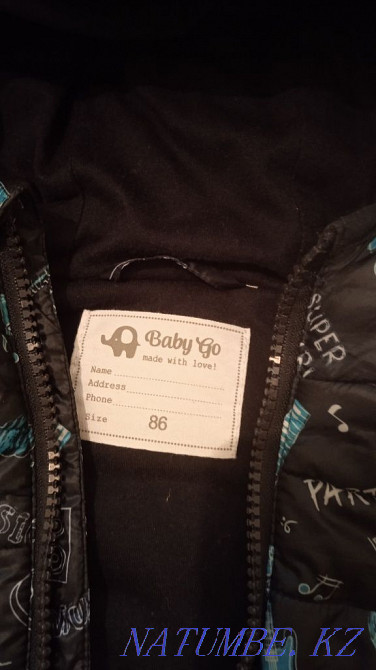 Baby Go
made with love!
Name
Address
Phone
Size 86
SUPER
PART
NATUMBE.KZ